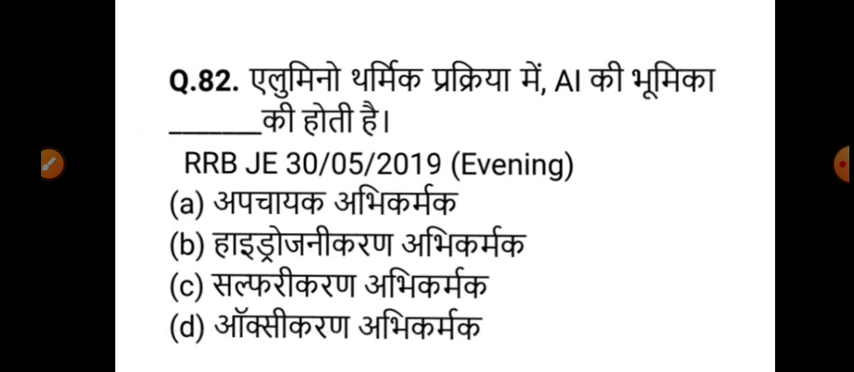 Q.82. एलुमिनो थर्मिक प्रक्रिया में, AI की भूमिका
______की होती है।
RRB JE 30/05/2019 (Evening)
(a) अपचायक अभिकर्मक
(b) हाइड्रोजनीकरण अभिकर्मक
(c) सल्फरीकरण अभिकर्मक
(d) ऑक्सीकरण अभिकर्मक